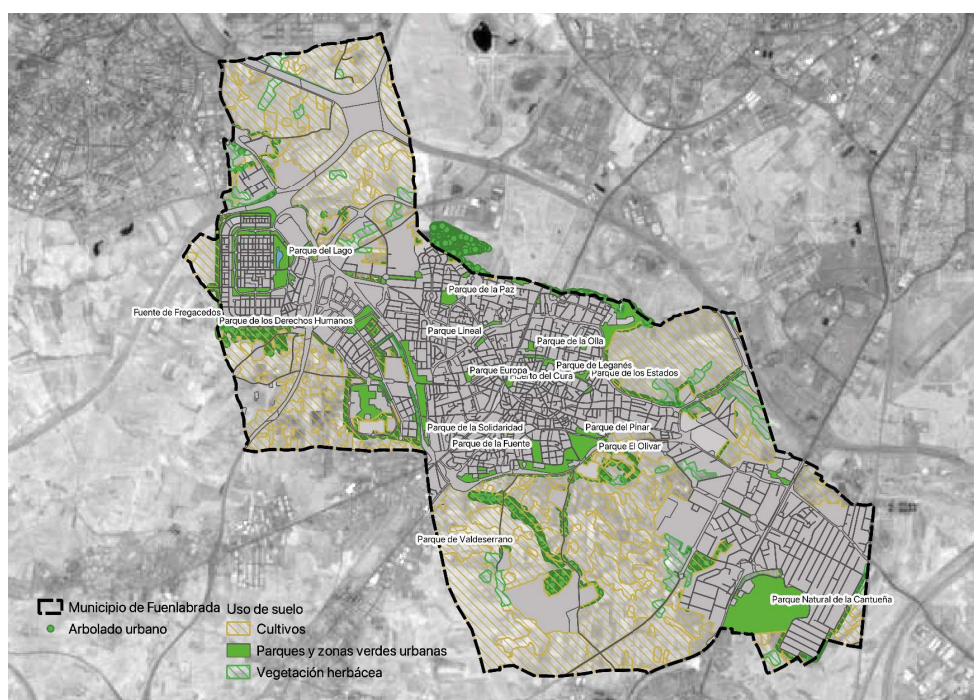 Parque del Lago
Parque de la Paz
Fuente de Fregacedos
Parque de los Derechos Humanos
Parque Lineal
Parque de la Olla
Parque Europa
Huerto del Cura
Parque de Leganés
Parque de los Estados
Parque de la Solidaridad
Parque del Pinar
Parque de la Fuente
Parque El Olivar
Parque de Valdeserrano
Parque Natural de la Cantueña
Municipio de Fuenlabrada
Arbolado urbano
Uso de suelo
Cultivos
Parques y zonas verdes urbanas
Vegetación herbácea